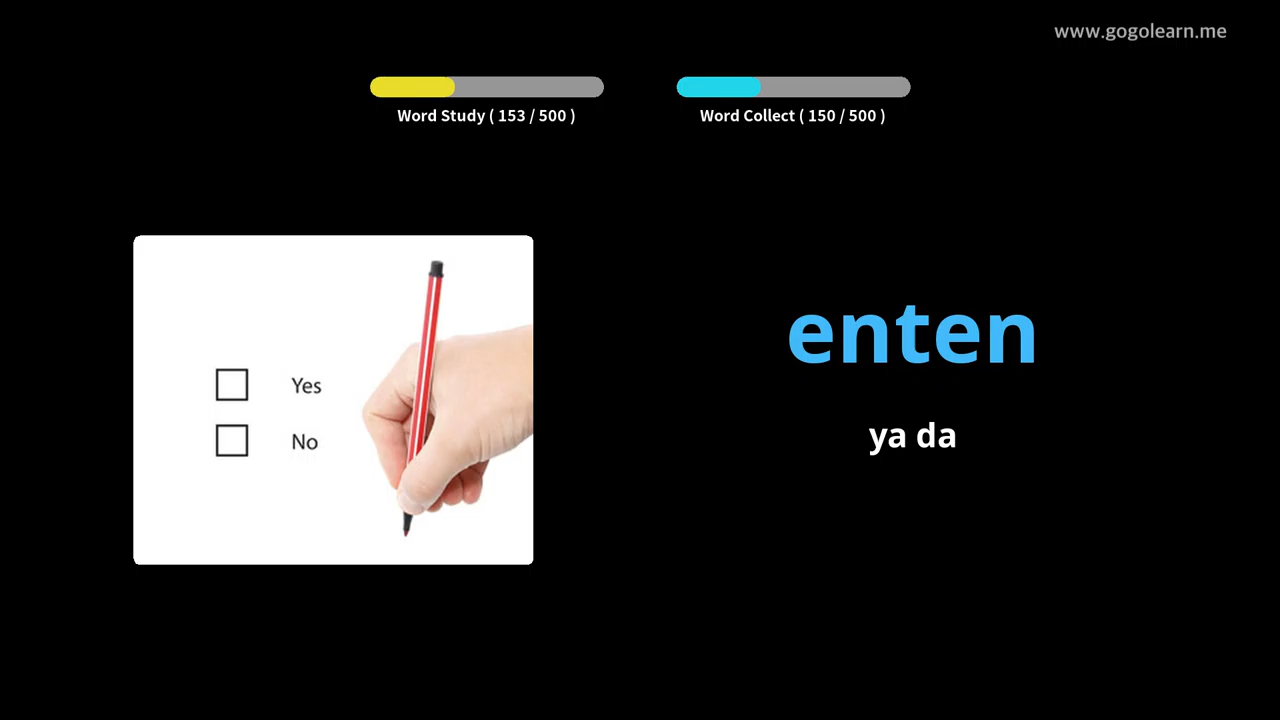 www.gogolearn.me
Word Study ( 153 / 500 )
Word Collect ( 150 / 500 )
Yes
No
enten
ya da